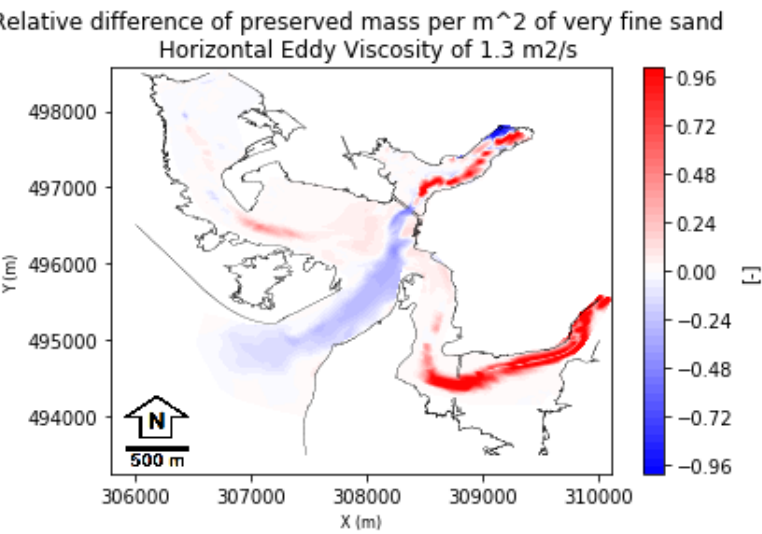 Relative difference of preserved mass per m^2 of very fine sand
Horizontal Eddy Viscosity of 1.3 m2/s
498000
497000
496000
495000
494000
Y (m)
N
500 m
306000 307000 308000 309000 310000
X (m)
0.96
0.72
0.48
0.24
0.00
−0.24
−0.48
−0.72
−0.96
[-]